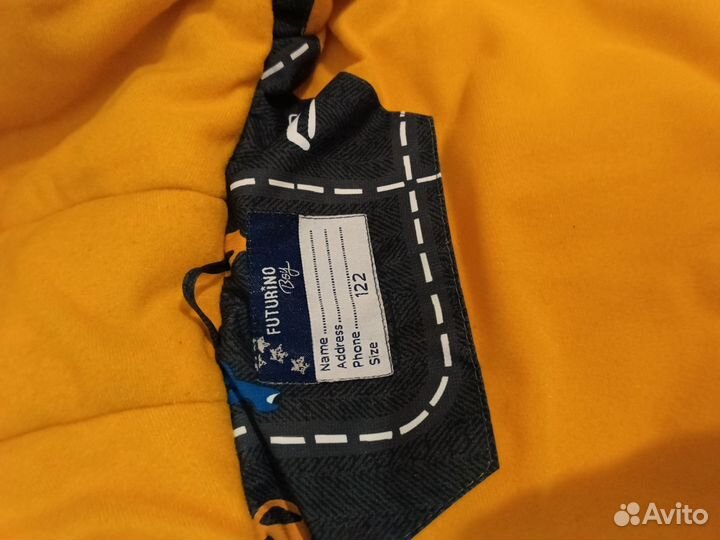 FUTURiNO
Boy
Name..............................
Address..........................
Phone.............................
Size 122
Avito